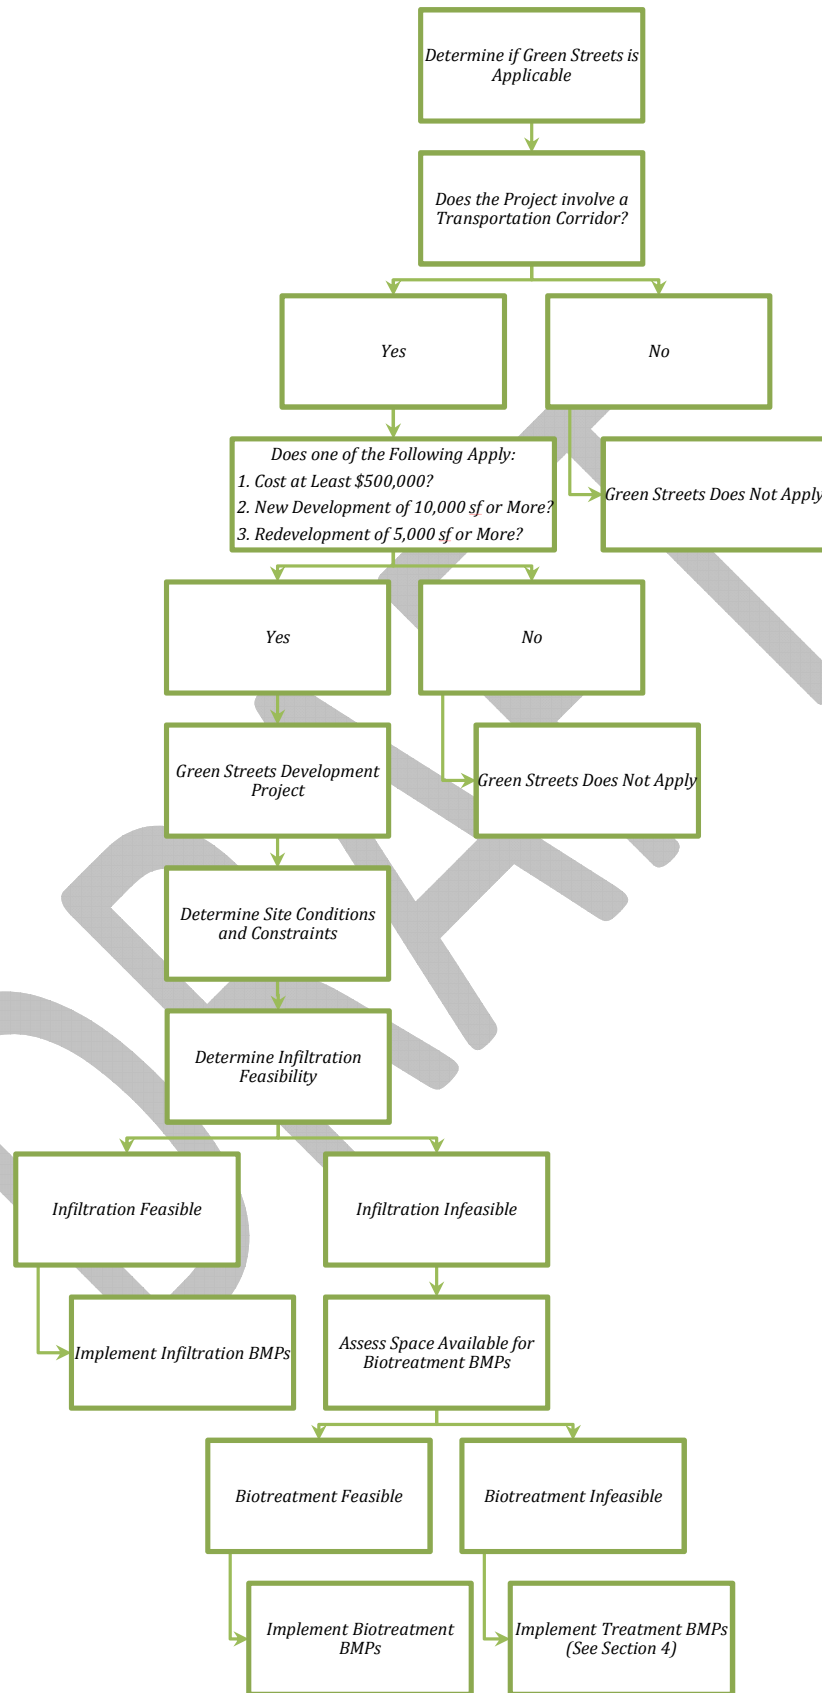 Determine if Green Streets is
Applicable
Does the Project involve a
Transportation Corridor?
Yes
No
Does one of the Following Apply:
1. Cost at Least $500,000?
2. New Development of 10,000 sf or More?
3. Redevelopment of 5,000 sf or More?
Green Streets Does Not Apply
Yes
No
Green Streets Development
Project
Green Streets Does Not Apply
Determine Site Conditions
and Constraints
Determine Infiltration
Feasibility
Infiltration Feasible
Infiltration Infeasible
Implement Infiltration BMPs
Assess Space Available for
Biotreatment BMPs
Biotreatment Feasible
Biotreatment Infeasible
Implement Biotreatment
BMPs
Implement Treatment BMPs
(See Section 4)
DRAFT